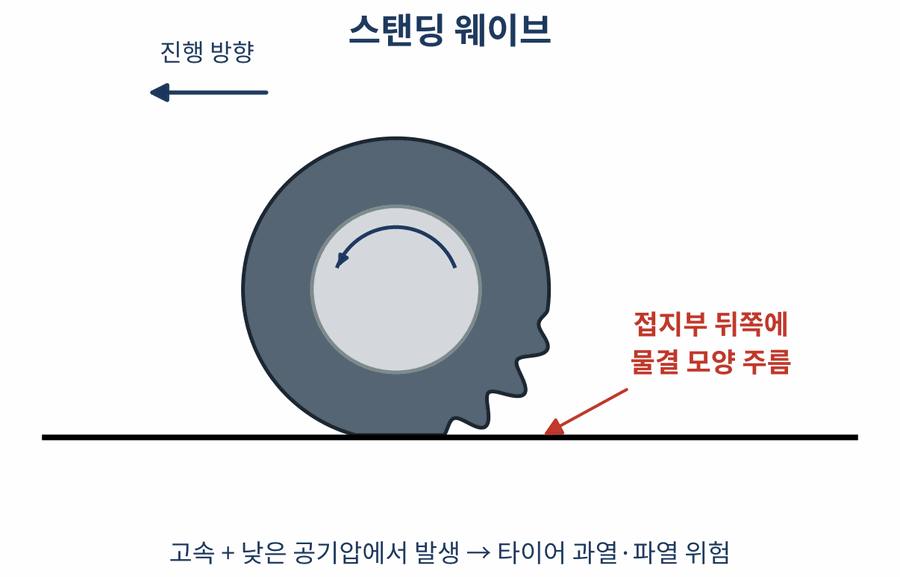 스탠딩 웨이브
진행 방향
접지부 뒤쪽에
물결 모양 주름
고속 + 낮은 공기압에서 발생 → 타이어 과열·파열 위험